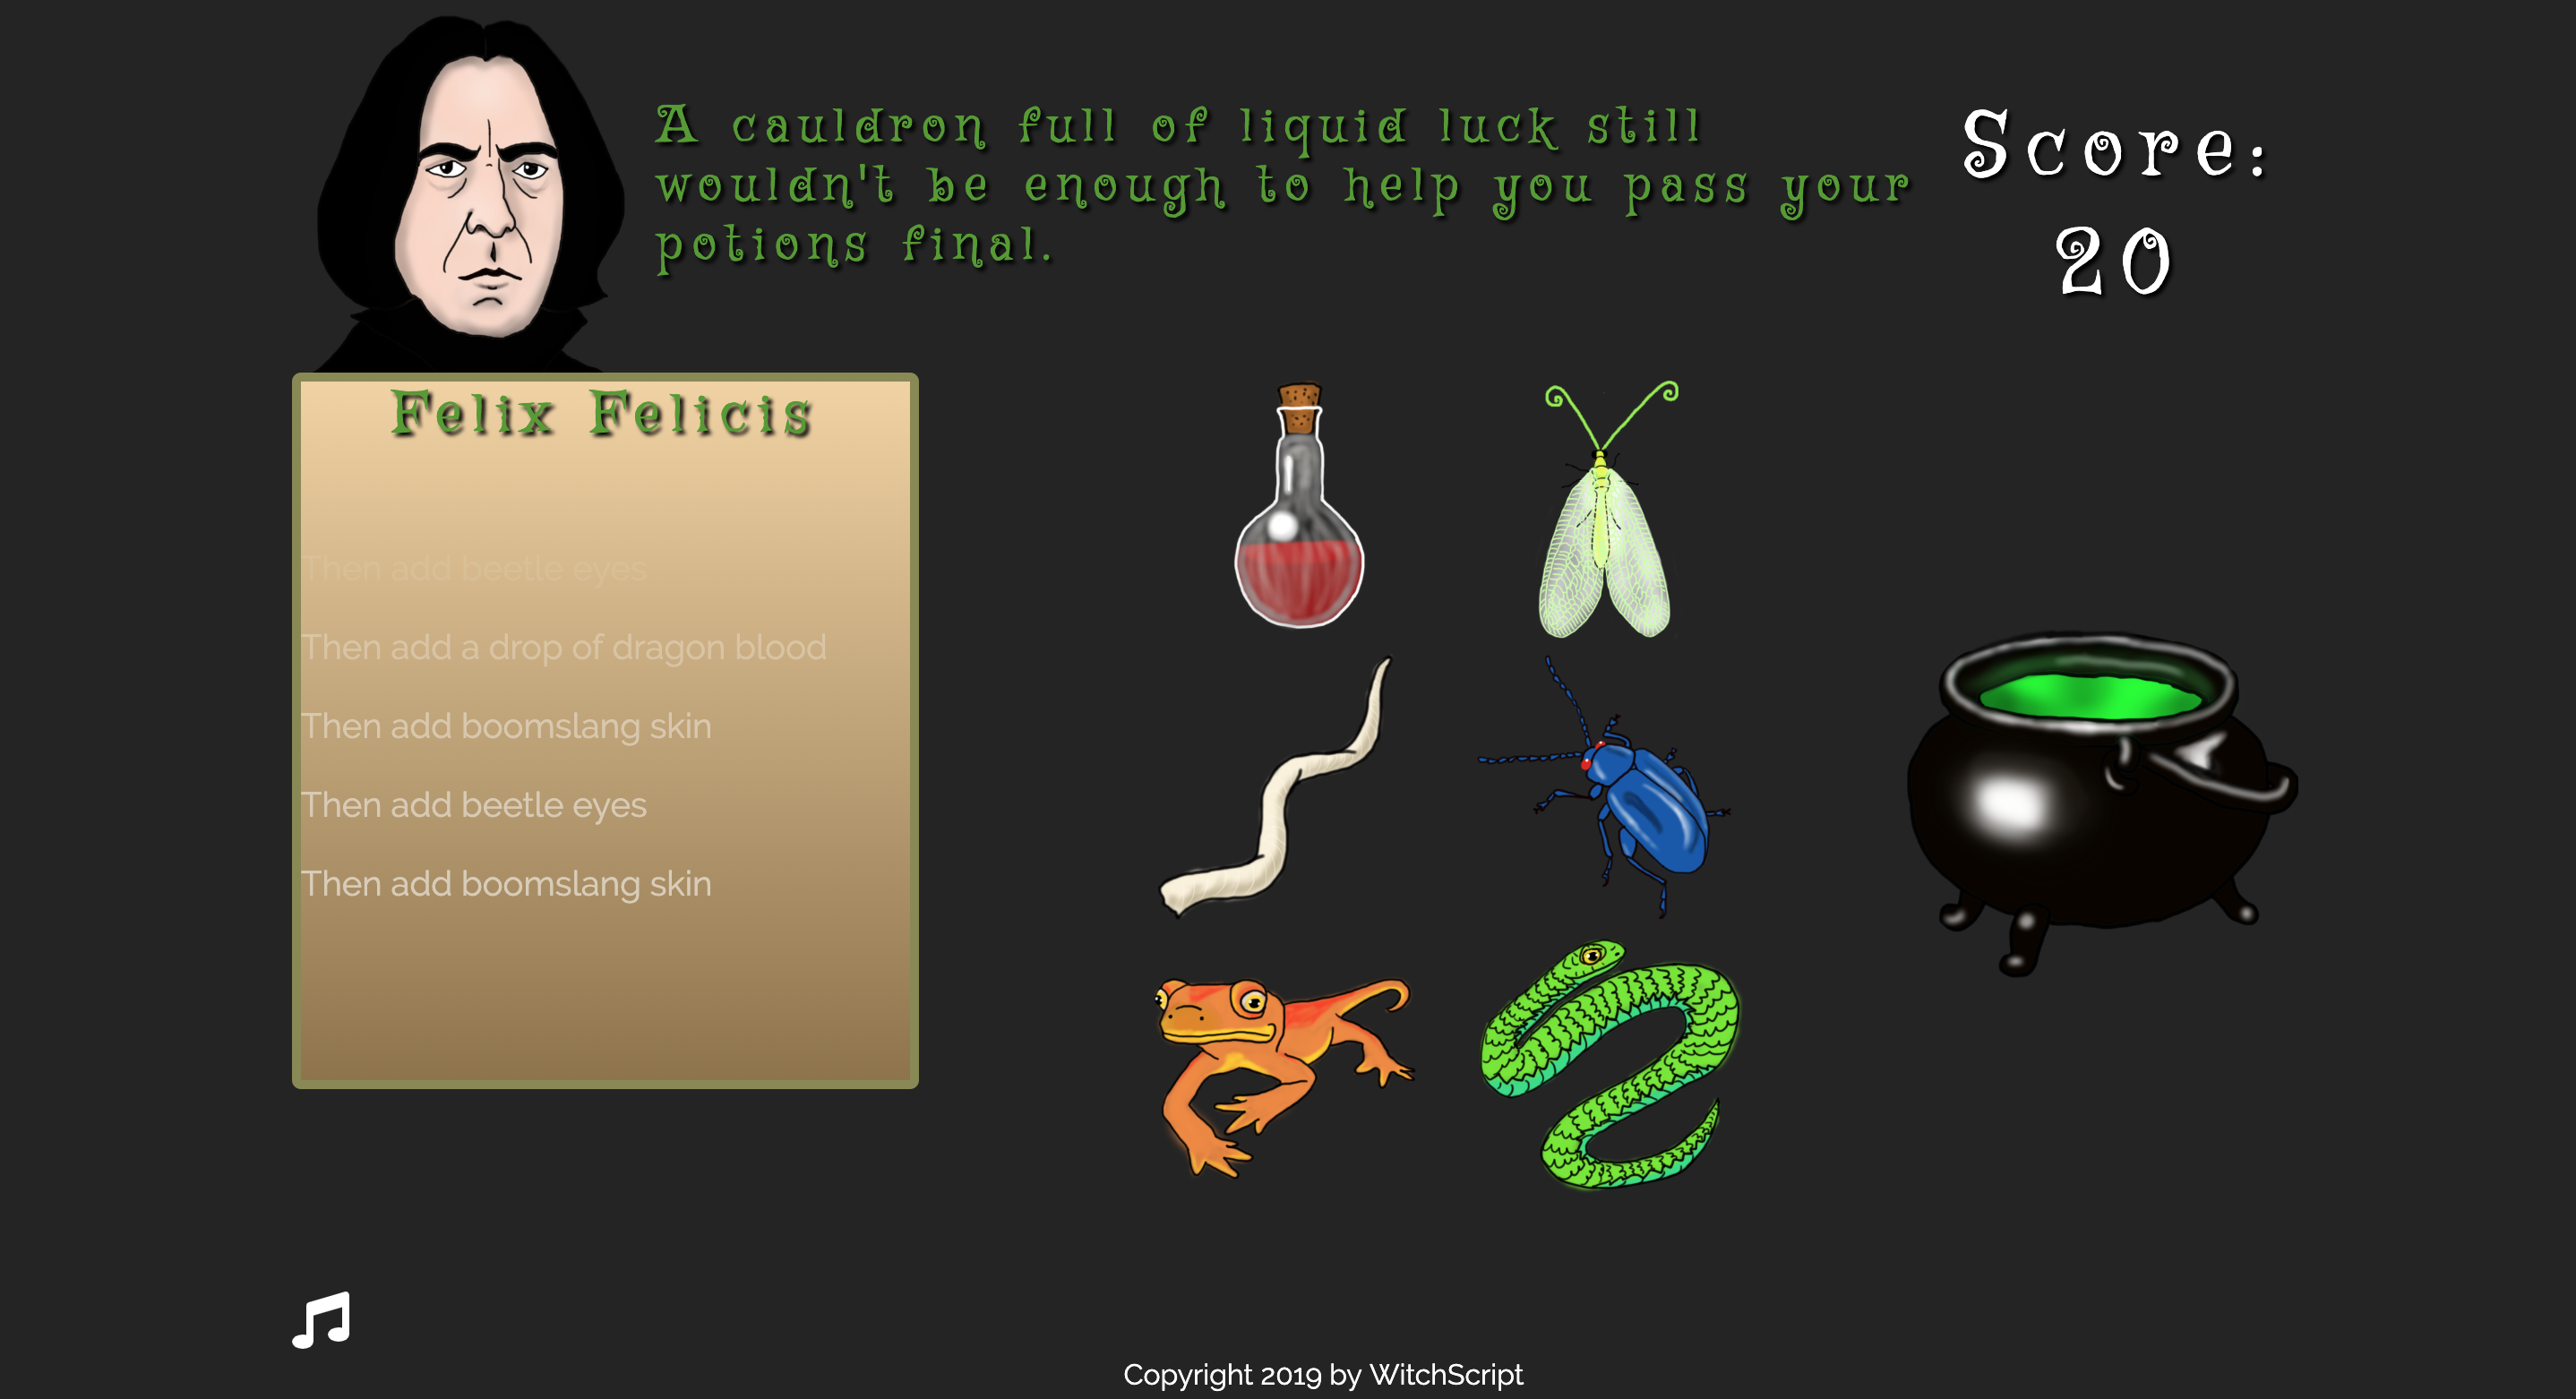 A cauldron full of liquid luck still
wouldn't be enough to help you pass your
potions final.
Score:
20
Felix Felicis
Then add beetle eyes
Then add a drop of dragon blood
Then add boomslang skin
Then add beetle eyes
Then add boomslang skin
Copyright 2019 by WitchScript